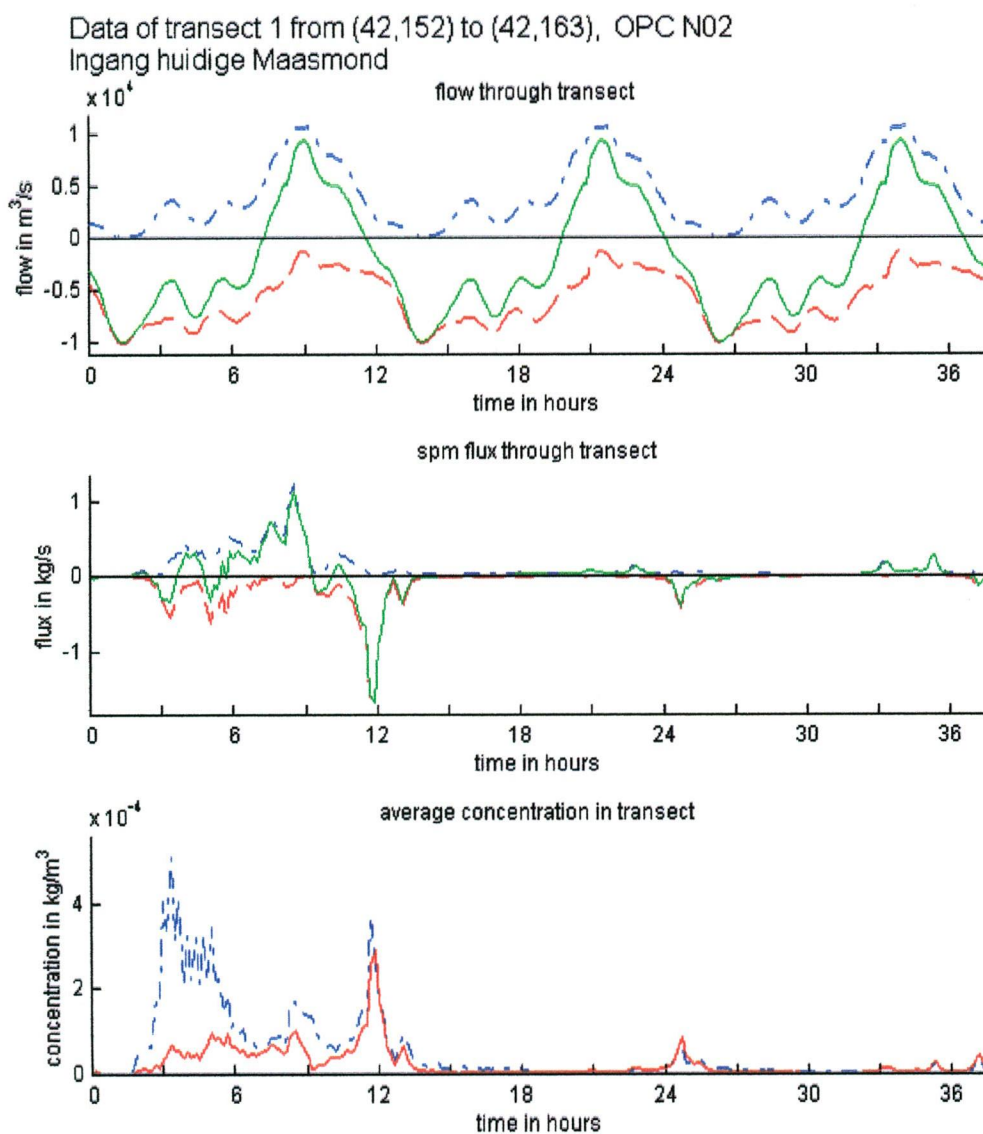 Data of transect 1 from (42,152) to (42,163), OPC N02
Ingang huidige Maasmond
flow through transect
x 10⁴
flow in m³/s
1
0.5
0
-0.5
-1
0 6 12 18 24 30 36
time in hours
spm flux through transect
flux in kg/s
1
0
-1
0 6 12 18 24 30 36
time in hours
average concentration in transect
x 10⁻⁴
concentration in kg/m³
4
2
0
0 6 12 18 24 30 36
time in hours